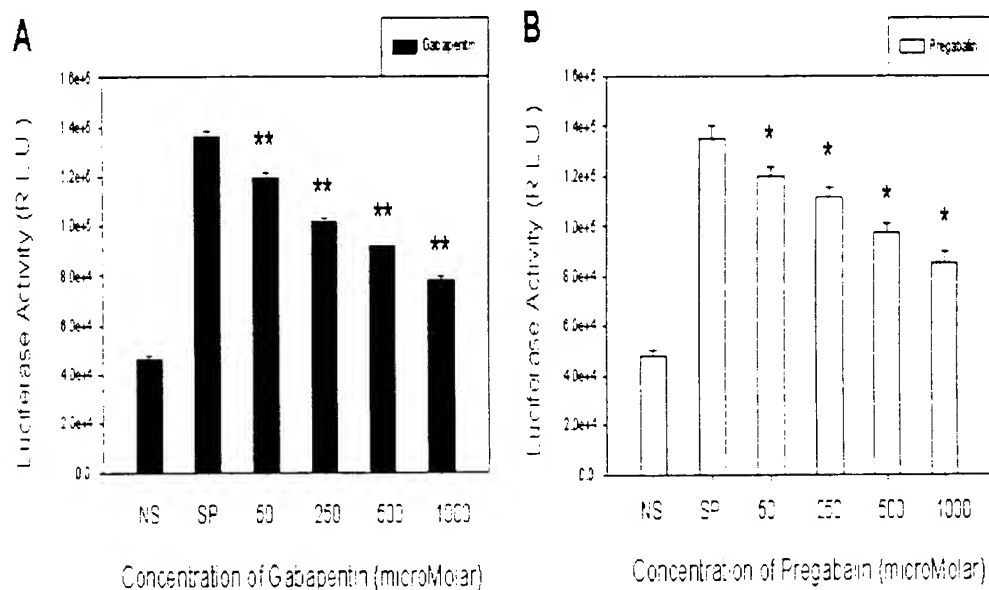 A
Gabapentin
Luciferase Activity (R L U)
1.6e+5
1.4e+5
1.2e+5
1.0e+5
8.0e+4
6.0e+4
4.0e+4
2.0e+4
0.0
**
**
**
**
NS SP 50 250 500 1000
Concentration of Gabapentin (microMolar)
B
Pregabalin
Luciferase Activity (R L U)
1.6e+5
1.4e+5
1.2e+5
1.0e+5
8.0e+4
6.0e+4
4.0e+4
2.0e+4
0.0
*
*
*
*
NS SP 50 250 500 1000
Concentration of Pregabalin (microMolar)